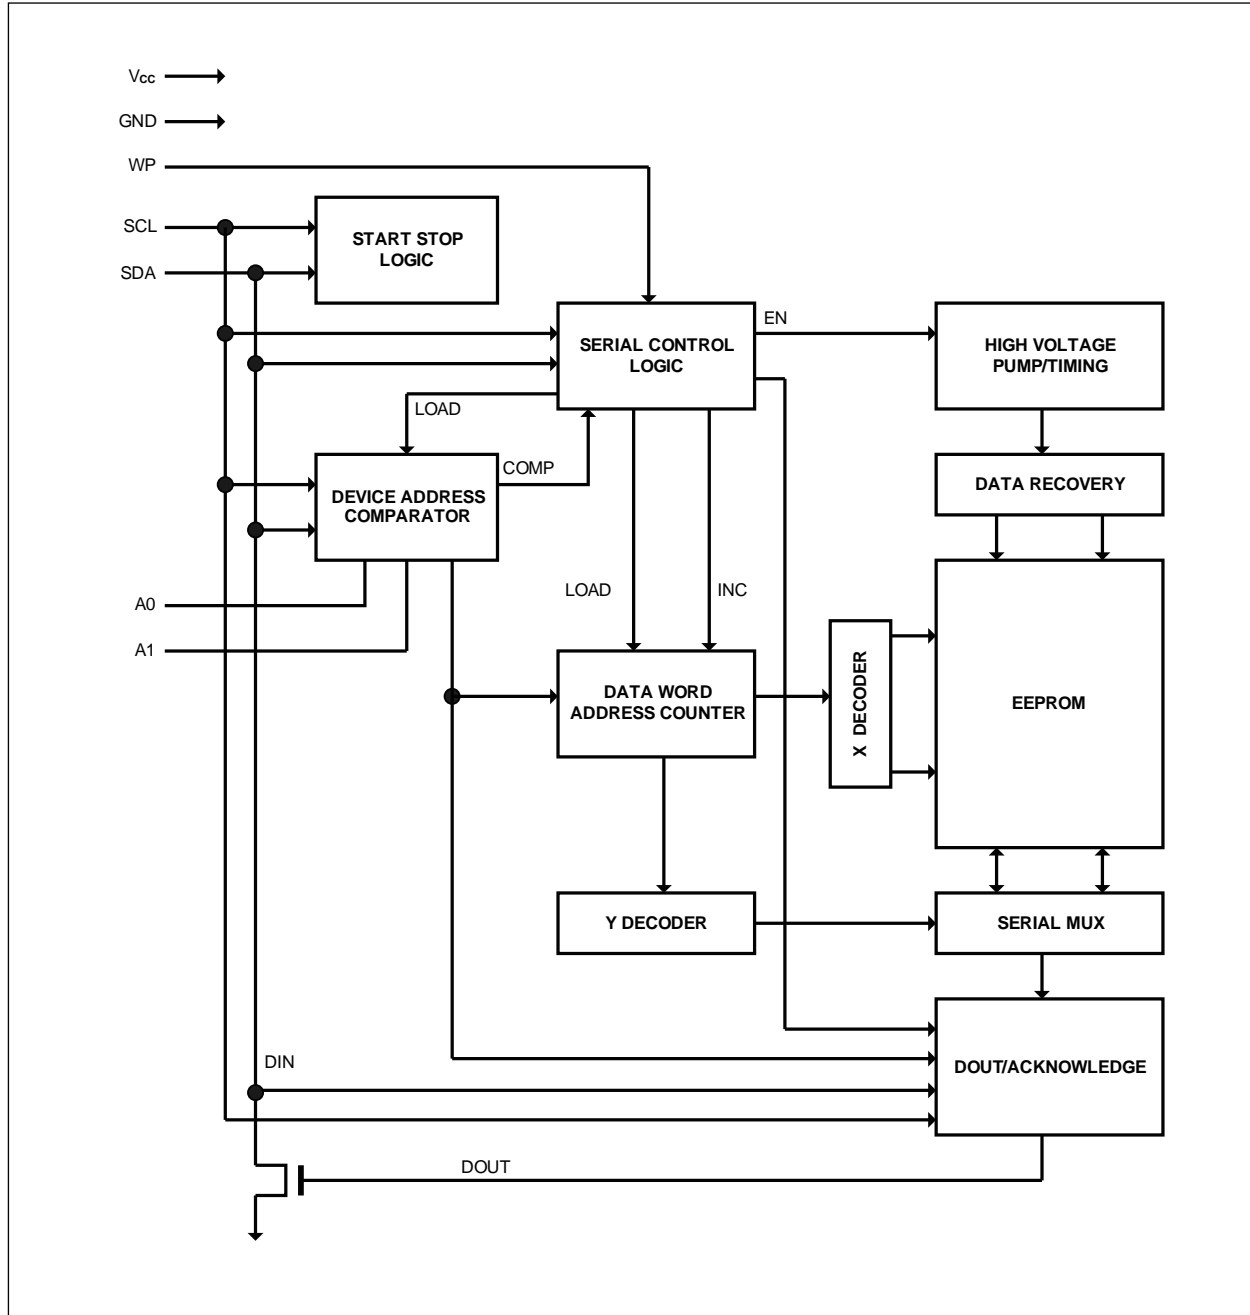 Vcc
GND
WP
SCL
SDA
START STOP
LOGIC
SERIAL CONTROL
LOGIC
EN
HIGH VOLTAGE
PUMP/TIMING
LOAD
COMP
DEVICE ADDRESS
COMPARATOR
DATA RECOVERY
A0
A1
LOAD
INC
DATA WORD
ADDRESS COUNTER
X DECODER
EEPROM
Y DECODER
SERIAL MUX
DIN
DOUT/ACKNOWLEDGE
DOUT